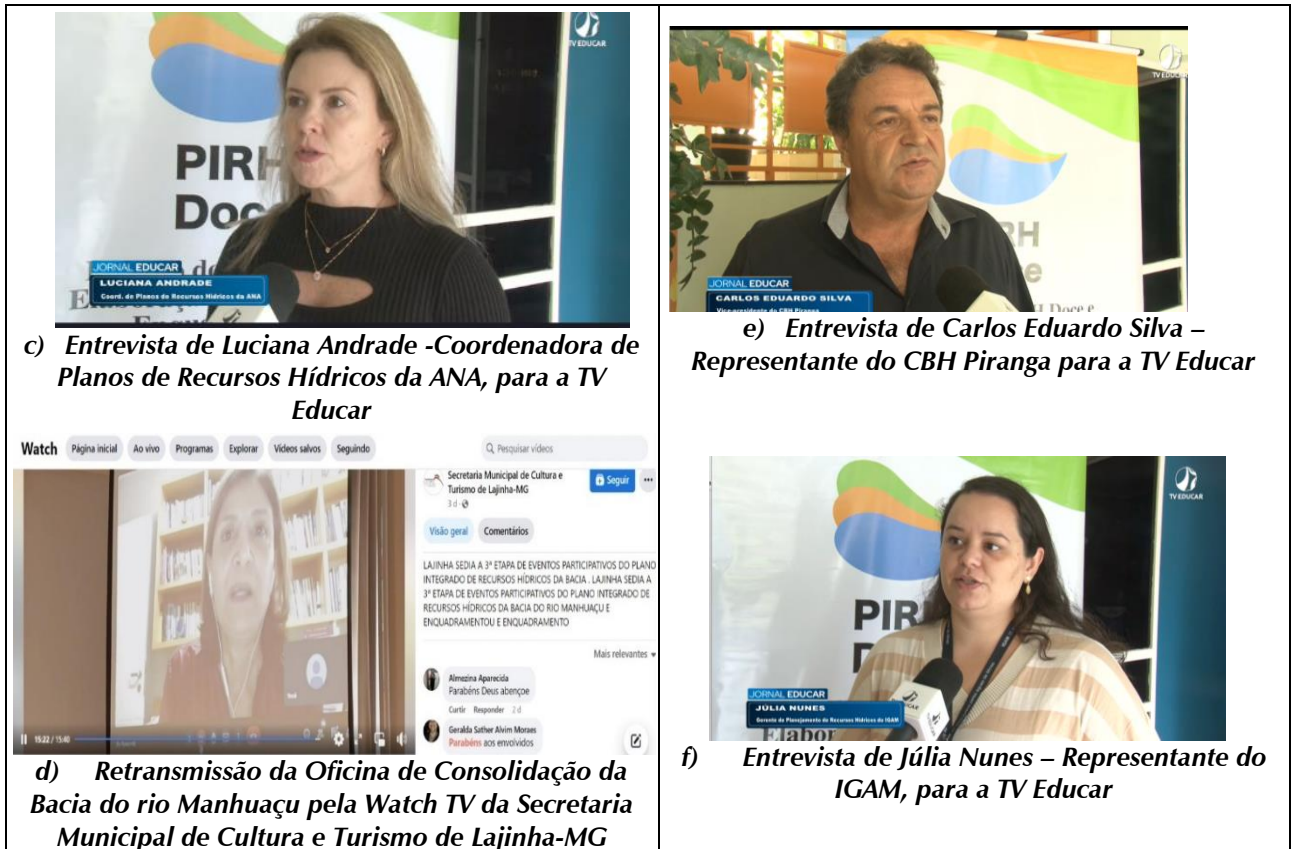 TV EDUCAR
PIRH
Doc
de
JORNAL EDUCAR
LUCIANA ANDRADE
Coord. de Planos de Recursos Hídricos da ANA
c) Entrevista de Luciana Andrade -Coordenadora de
Planos de Recursos Hídricos da ANA, para a TV
Educar
TV EDUCAR
RH
e
JORNAL EDUCAR
CARLOS EDUARDO SILVA
Vice-presidente do CBH Piranga
H Doce e
e) Entrevista de Carlos Eduardo Silva –
Representante do CBH Piranga para a TV Educar
Watch Página inicial Ao vivo Programas Explorar Vídeos salvos Seguindo Pesquisar vídeos
Secretaria Municipal de Cultura e
Turismo de Lajinha-MG
Seguir
3 d
Visão geral Comentários
LAJINHA SEDIA A 3ª ETAPA DE EVENTOS PARTICIPATIVOS DO PLANO
INTEGRADO DE RECURSOS HÍDRICOS DA BACIA . LAJINHA SEDIA A
3ª ETAPA DE EVENTOS PARTICIPATIVOS DO PLANO INTEGRADO DE
RECURSOS HÍDRICOS DA BACIA DO RIO MANHUAÇU E
ENQUADRAMENTOU E ENQUADRAMENTO
Mais relevantes
Almezina Aparecida
Parabéns Deus abençoe
Curtir Responder 2 d
Geralda Sather Alvim Moraes
Parabéns aos envolvidos
15:22 / 15:40
d) Retransmissão da Oficina de Consolidação da
Bacia do rio Manhuaçu pela Watch TV da Secretaria
Municipal de Cultura e Turismo de Lajinha-MG
TV EDUCAR
PIR
JORNAL EDUCAR
JÚLIA NUNES
Gerente de Planejamento de Recursos Hídricos do IGAM
Elabor
f) Entrevista de Júlia Nunes – Representante do
IGAM, para a TV Educar